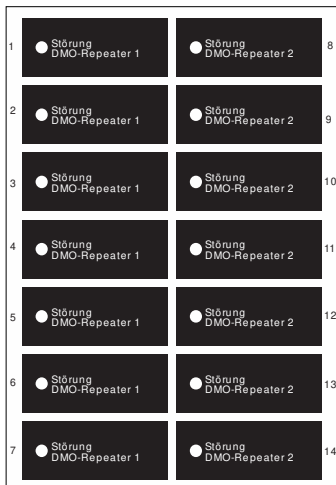 1
Störung
DMO-Repeater 1
Störung
DMO-Repeater 2
8
2
Störung
DMO-Repeater 1
Störung
DMO-Repeater 2
9
3
Störung
DMO-Repeater 1
Störung
DMO-Repeater 2
10
4
Störung
DMO-Repeater 1
Störung
DMO-Repeater 2
11
5
Störung
DMO-Repeater 1
Störung
DMO-Repeater 2
12
6
Störung
DMO-Repeater 1
Störung
DMO-Repeater 2
13
7
Störung
DMO-Repeater 1
Störung
DMO-Repeater 2
14